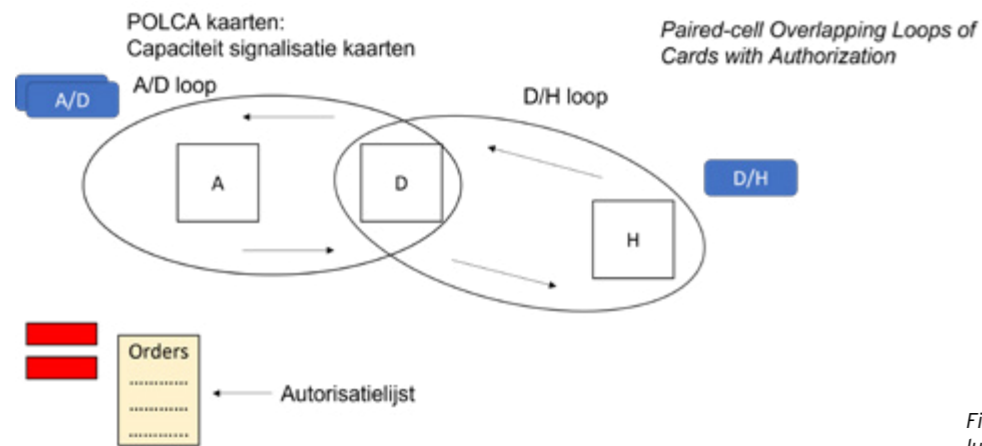 POLCA kaarten:
Capaciteit signalisatie kaarten
Paired-cell Overlapping Loops of
Cards with Authorization
A/D loop
A/D
D/H loop
A
D
D/H
H
Orders
............
............
............
Autorisatielijst